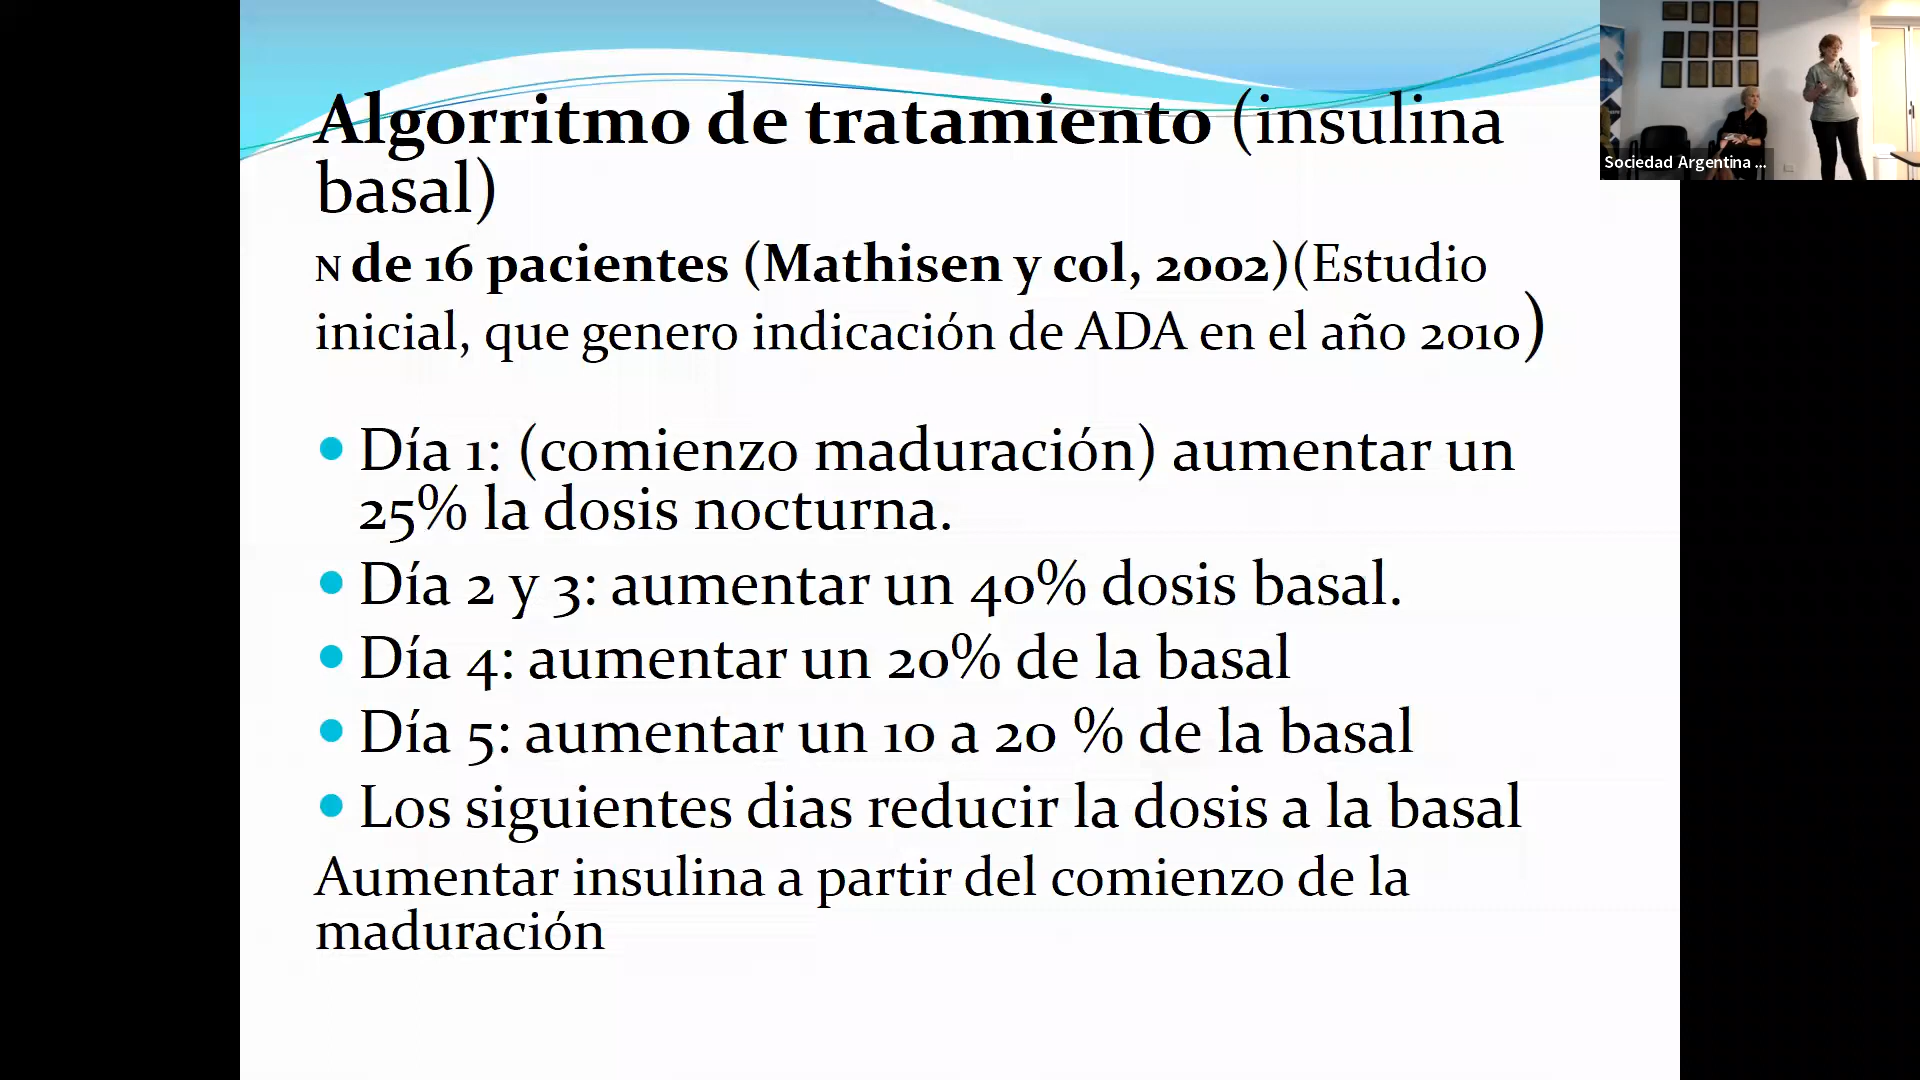 Algorritmo de tratamiento (insulina
basal)
N de 16 pacientes (Mathisen y col, 2002)(Estudio
inicial, que genero indicación de ADA en el año 2010)
• Día 1: (comienzo maduración) aumentar un
25% la dosis nocturna.
• Día 2 y 3: aumentar un 40% dosis basal.
• Día 4: aumentar un 20% de la basal
• Día 5: aumentar un 10 a 20 % de la basal
• Los siguientes dias reducir la dosis a la basal
Aumentar insulina a partir del comienzo de la
maduración
Sociedad Argentina ...